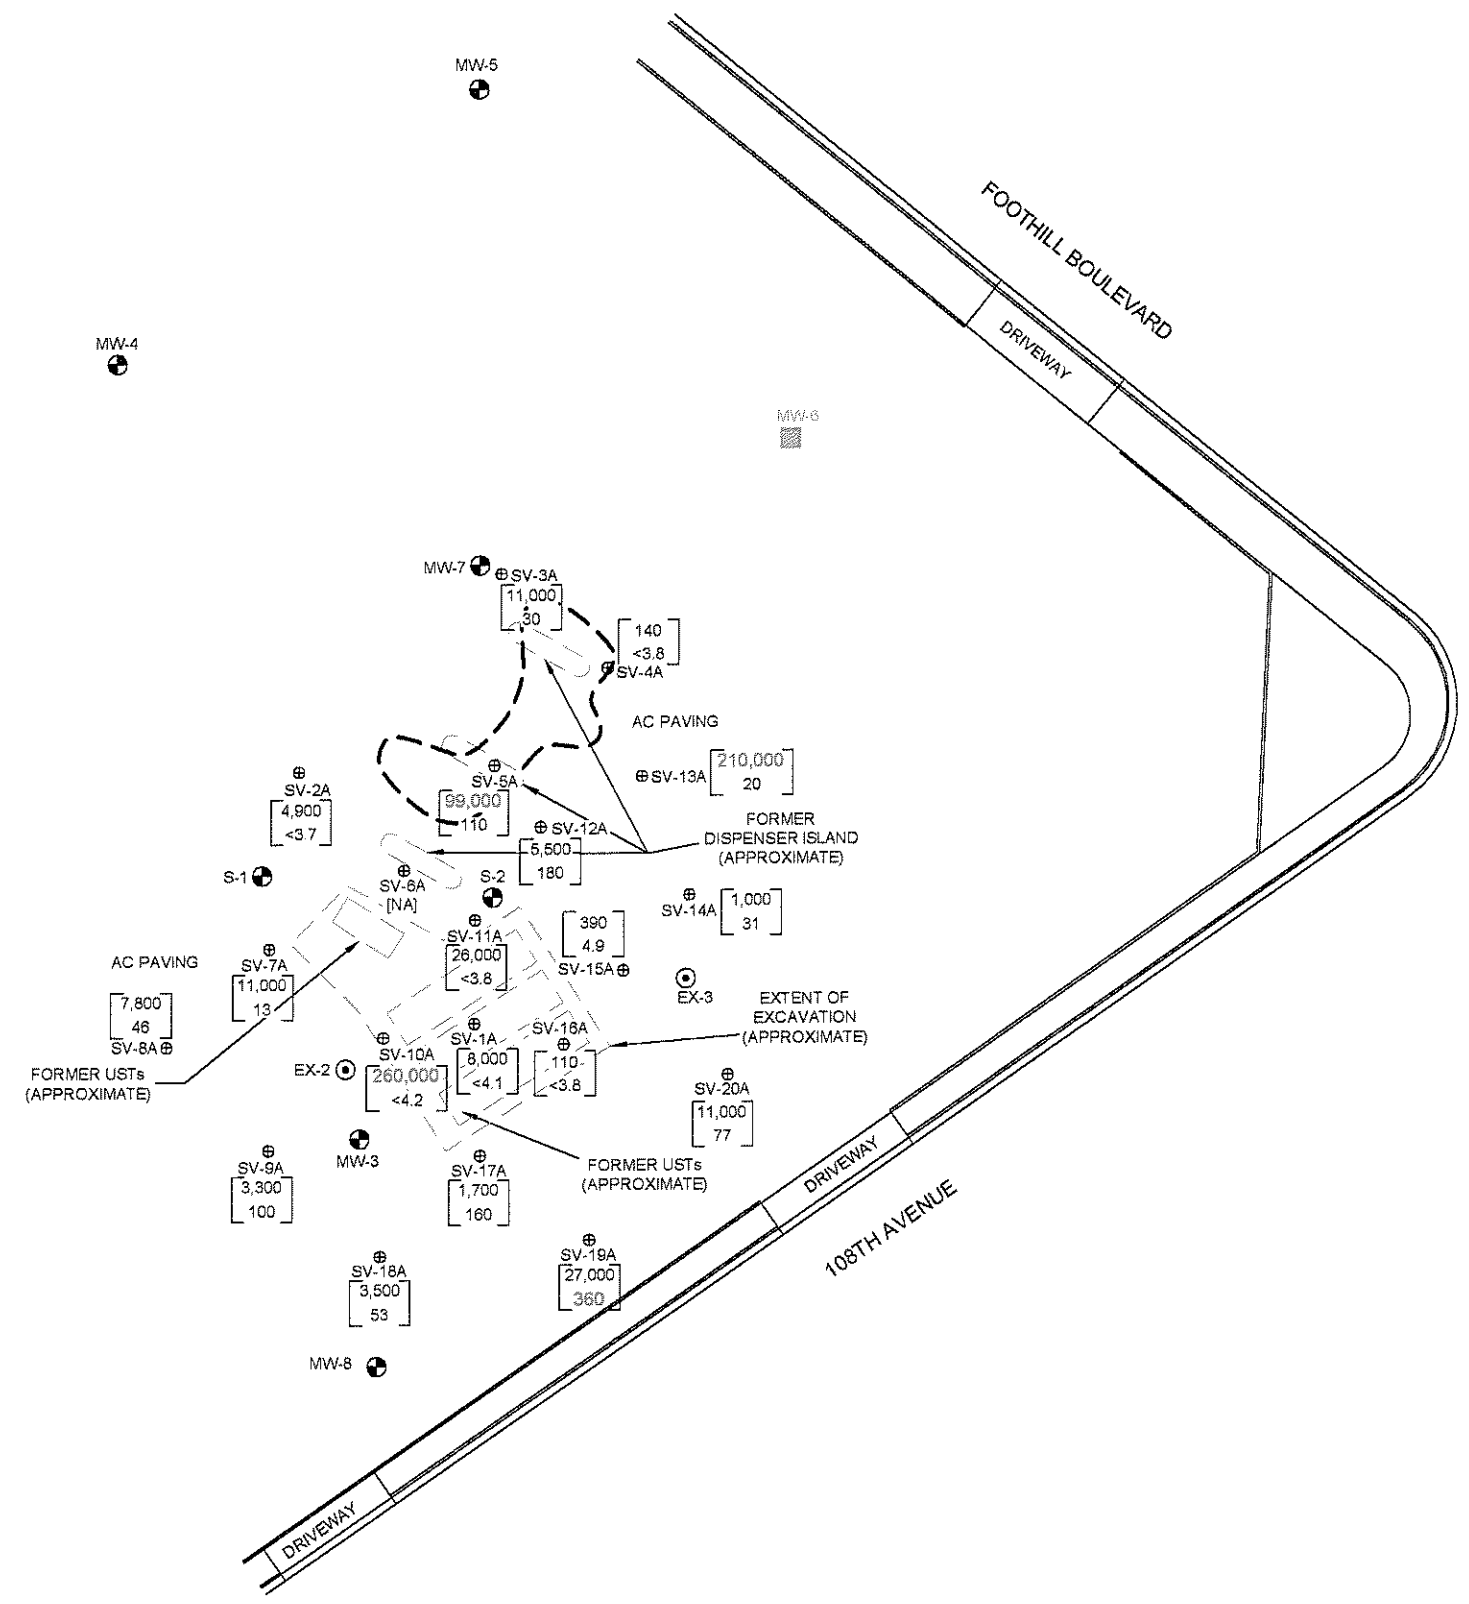 MW-5
FOOTHILL BOULEVARD
DRIVEWAY
MW-4
MW-6
MW-7
SV-3A
11,000
30
140
<3.8
SV-4A
AC PAVING
SV-13A
210,000
20
SV-2A
4,900
<3.7
SV-5A
99,000
110
SV-12A
5,500
180
FORMER
DISPENSER ISLAND
(APPROXIMATE)
S-1
SV-6A
[NA]
S-2
SV-14A
1,000
31
SV-11A
26,000
<3.8
390
4.9
SV-15A
AC PAVING
SV-7A
11,000
13
7,800
46
SV-8A
EX-3
EXTENT OF
EXCAVATION
(APPROXIMATE)
FORMER USTs
(APPROXIMATE)
EX-2
SV-10A
260,000
<4.2
SV-1A
8,000
<4.1
SV-16A
110
<3.8
SV-20A
11,000
77
MW-3
SV-9A
3,300
100
SV-17A
1,700
160
FORMER USTs
(APPROXIMATE)
DRIVEWAY
108TH AVENUE
SV-18A
3,500
53
SV-19A
27,000
360
MW-8
DRIVEWAY